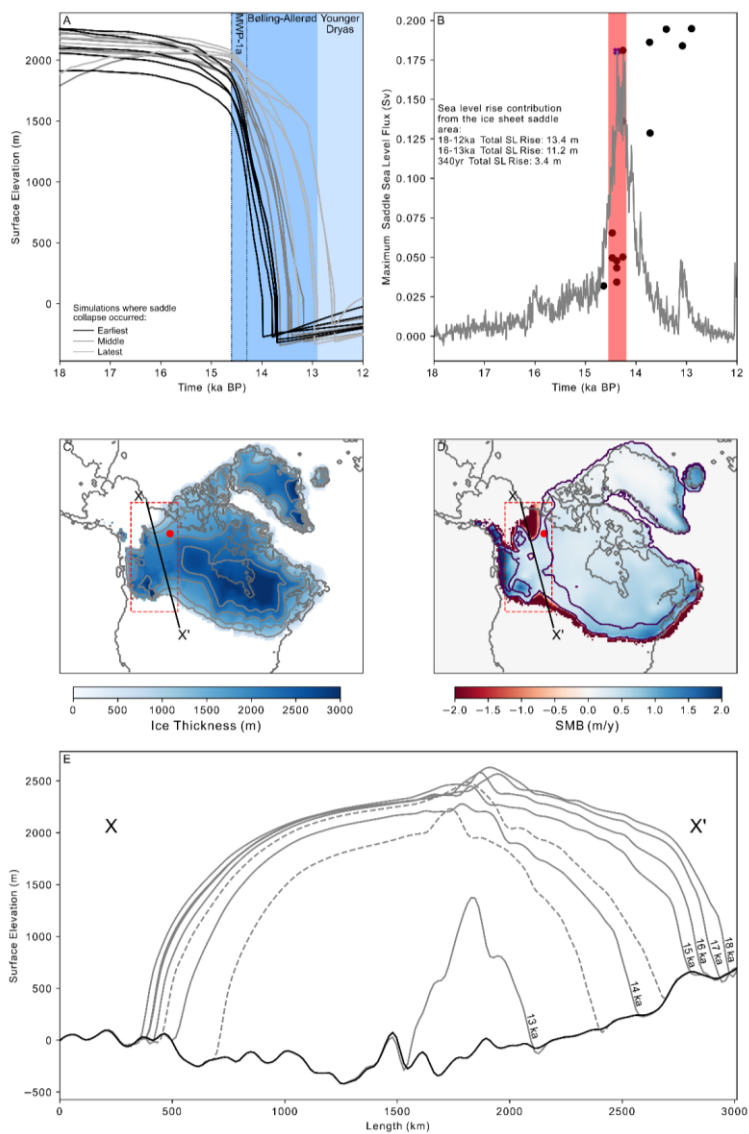 A
MWP-1a
Bølling-Allerød
Younger
Dryas
2000
1500
1000
500
0
Surface Elevation (m)
Simulations where saddle
collapse occurred:
Earliest
Middle
Latest
18
17
16
15
14
13
12
Time (ka BP)
B
0.200
0.175
0.150
0.125
0.100
0.075
0.050
0.025
0.000
Maximum Saddle Sea Level Flux (Sv)
Sea level rise contribution
from the ice sheet saddle
area:
18-12ka Total SL Rise: 13.4 m
16-13ka Total SL Rise: 11.2 m
340yr Total SL Rise: 3.4 m
18
17
16
15
14
13
12
Time (ka BP)
C
X
X'
0
500
1000
1500
2000
2500
3000
Ice Thickness (m)
D
X
X'
−2.0
−1.5
−1.0
−0.5
0.0
0.5
1.0
1.5
2.0
SMB (m/y)
E
X
X'
2500
2000
1500
1000
500
0
−500
Surface Elevation (m)
13 ka
14 ka
15 ka
16 ka
17 ka
18 ka
0
500
1000
1500
2000
2500
3000
Length (km)